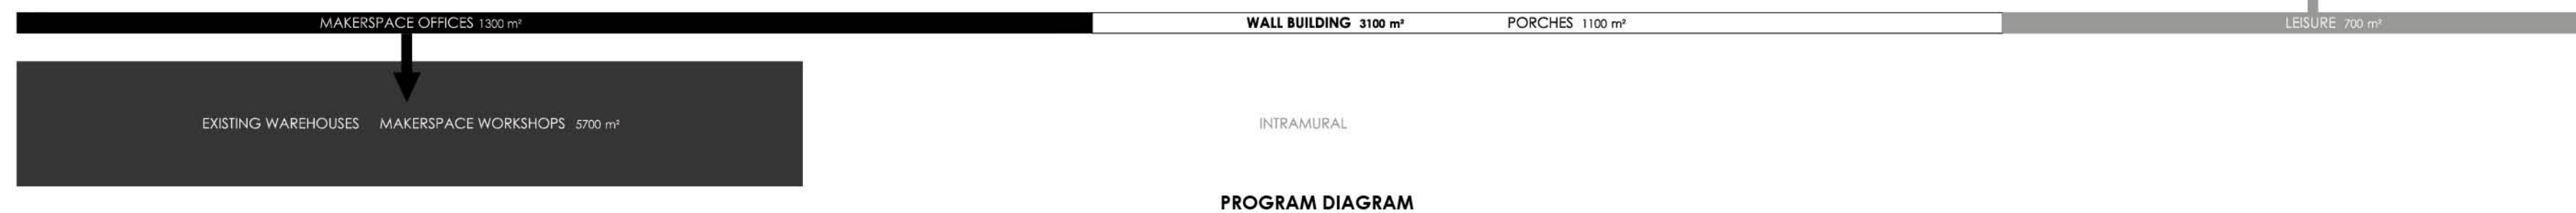 MAKERSPACE OFFICES 1300 m² WALL BUILDING 3100 m² PORCHES 1100 m² LEISURE 700 m²
EXISTING WAREHOUSES MAKERSPACE WORKSHOPS 5700 m² INTRAMURAL
PROGRAM DIAGRAM